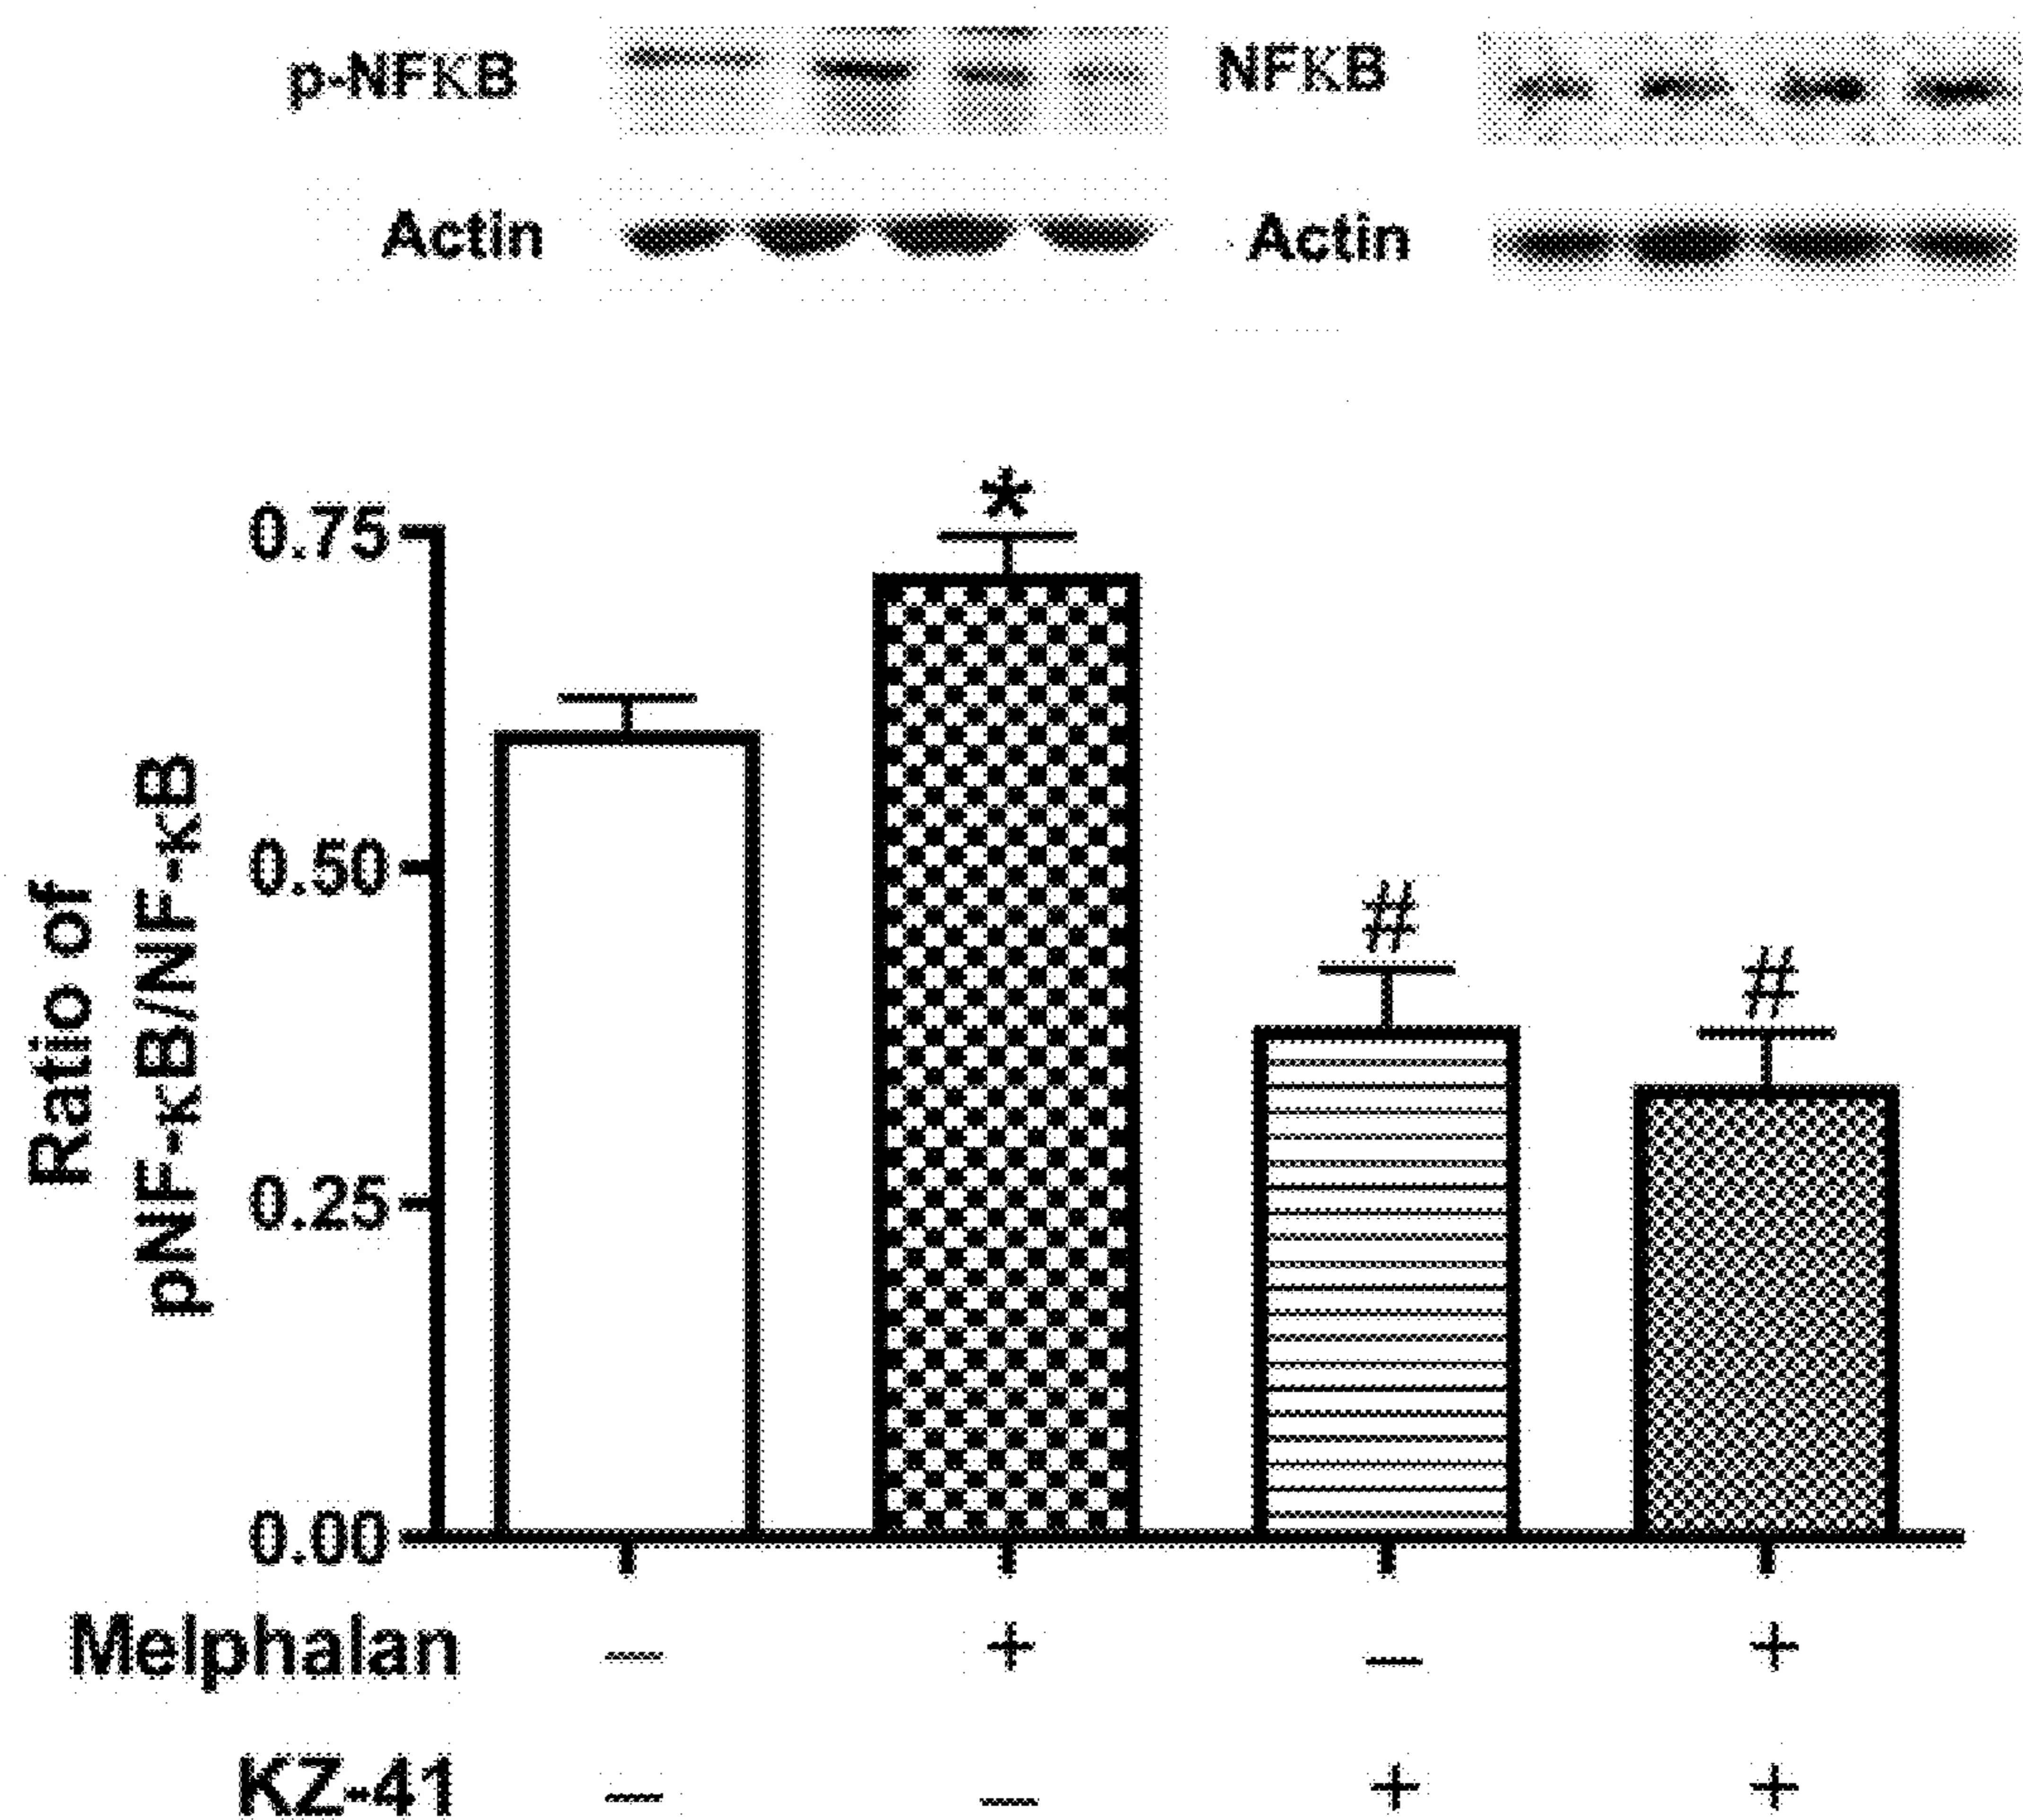 p-NFKB NFKB
Actin Actin
*
0.75
0.50
0.25
0.00
#
#
Ratio of
pNF-κB/NF-κB
Melphalan – + – +
KZ-41 – – + +